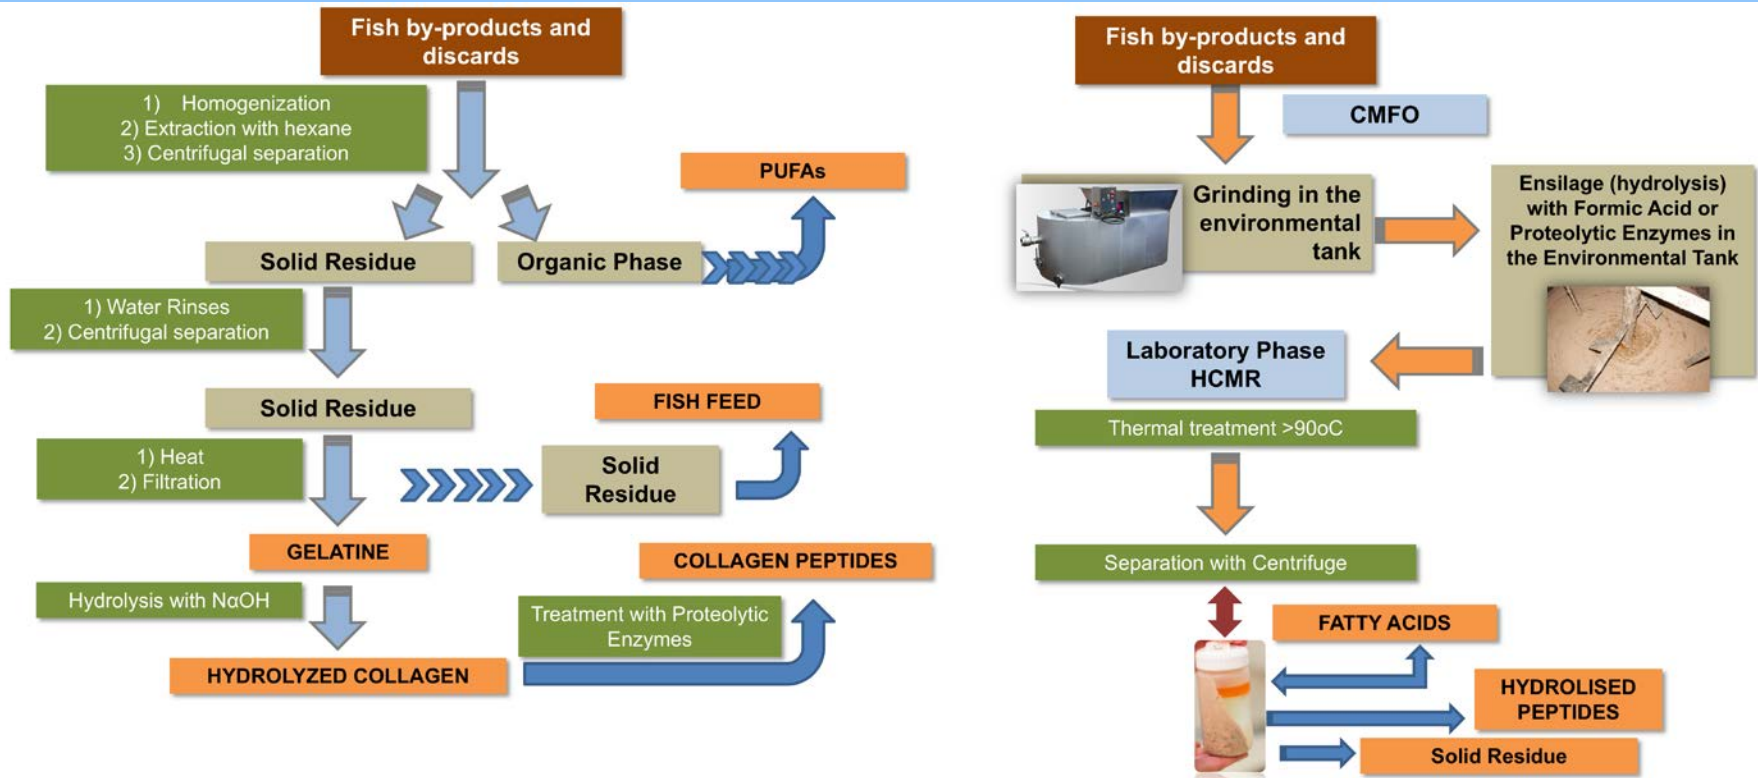 Fish by-products and
discards
1) Homogenization
2) Extraction with hexane
3) Centrifugal separation
PUFAs
Solid Residue
Organic Phase
1) Water Rinses
2) Centrifugal separation
Solid Residue
FISH FEED
1) Heat
2) Filtration
Solid
Residue
GELATINE
COLLAGEN PEPTIDES
Hydrolysis with NαOH
Treatment with Proteolytic
Enzymes
HYDROLYZED COLLAGEN
Fish by-products and
discards
CMFO
Grinding in the
environmental
tank
Ensilage (hydrolysis)
with Formic Acid or
Proteolytic Enzymes in
the Environmental Tank
Laboratory Phase
HCMR
Thermal treatment >90oC
Separation with Centrifuge
FATTY ACIDS
HYDROLISED
PEPTIDES
Solid Residue